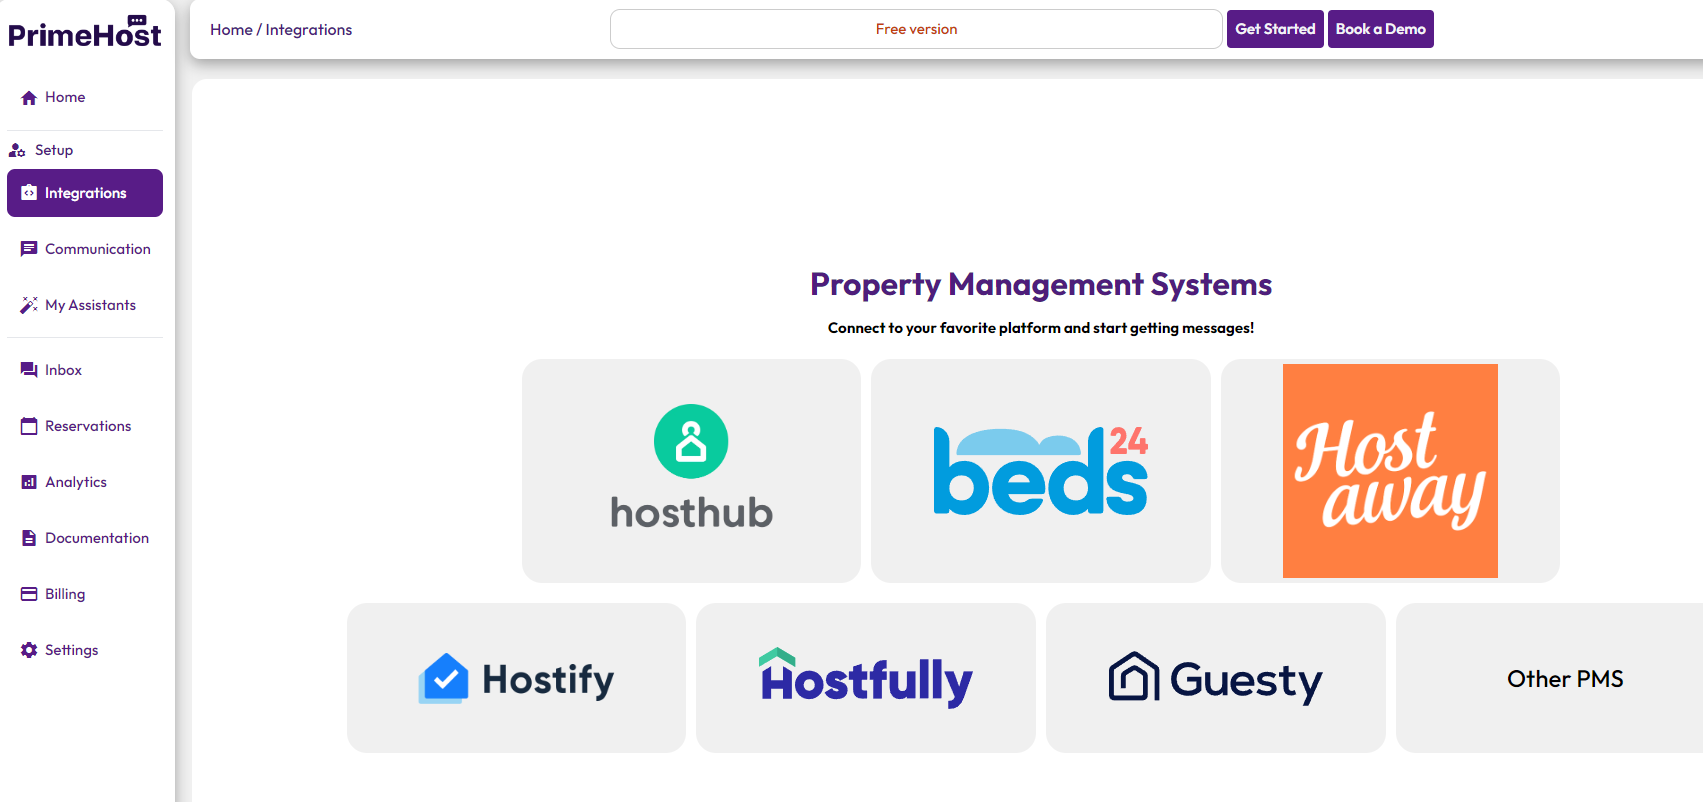 PrimeHost
Home / Integrations
Free version
Get Started
Book a Demo
Home
Setup
Integrations
Communication
My Assistants
Inbox
Reservations
Analytics
Documentation
Billing
Settings
Property Management Systems
Connect to your favorite platform and start getting messages!
hosthub
beds24
Host
away
Hostify
Hostfully
Guesty
Other PMS